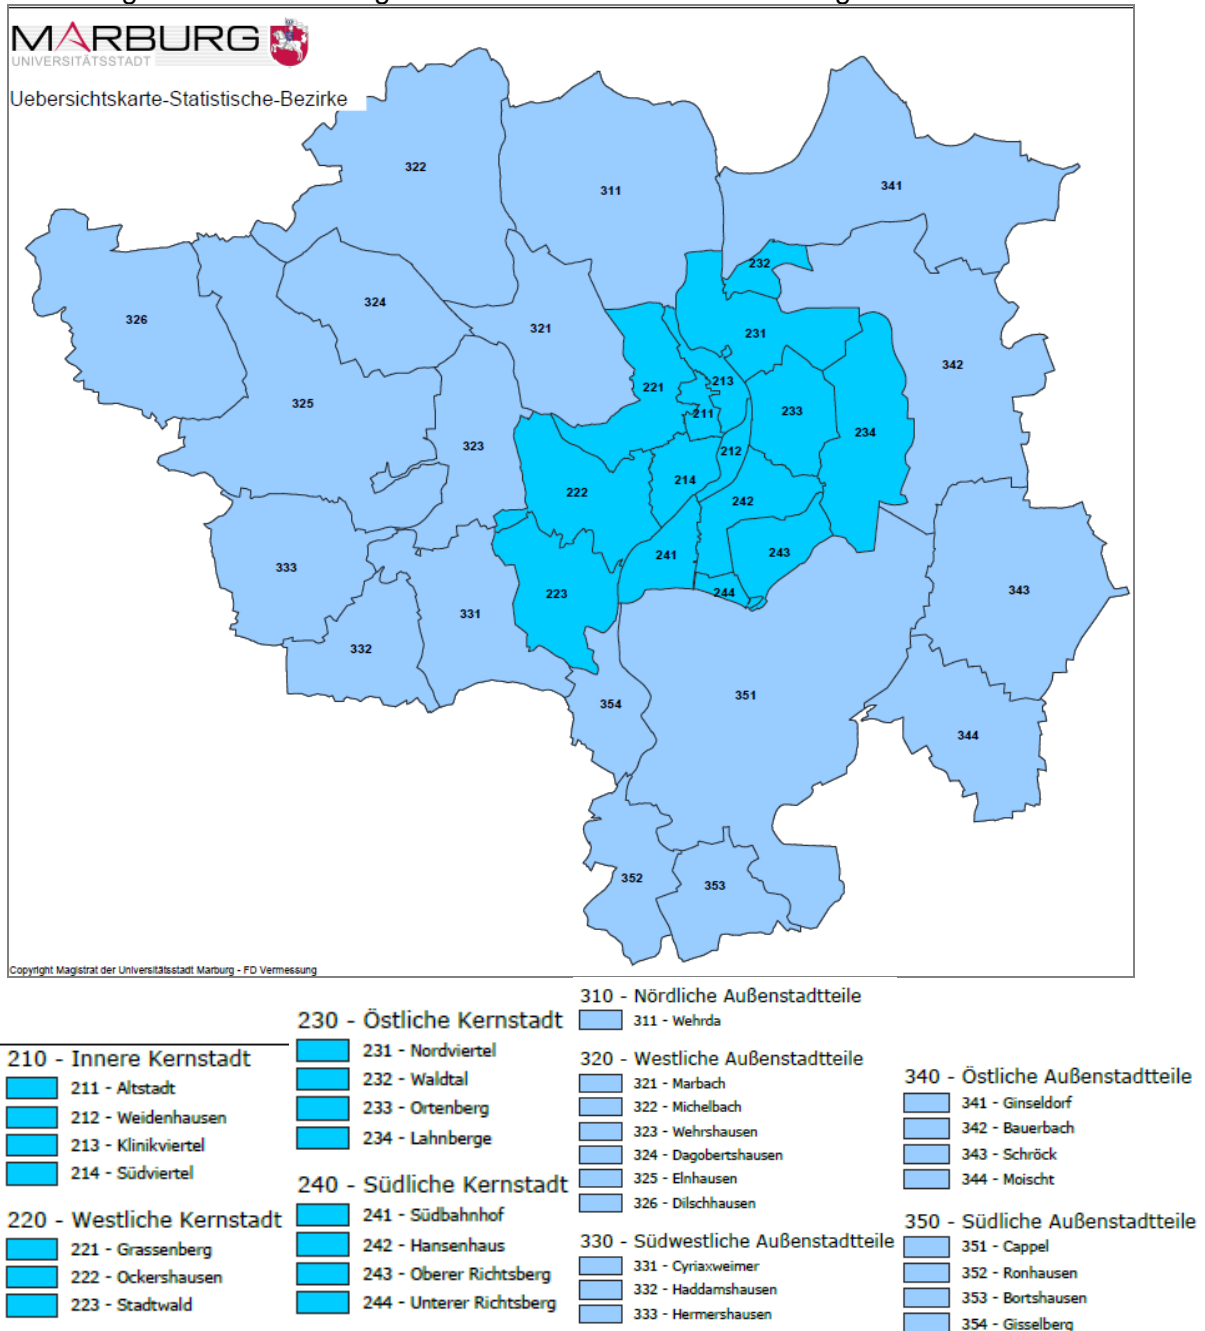 MARBURG
UNIVERSITÄTSSTADT
Uebersichtskarte-Statistische-Bezirke
322
311
341
232
326
324
321
231
342
325
221
213
211
233
323
212
234
214
222
242
241
243
333
223
244
343
331
332
351
354
344
352
353
Copyright Magistrat der Universitätsstadt Marburg - FD Vermessung
210 - Innere Kernstadt
211 - Altstadt
212 - Weidenhausen
213 - Klinikviertel
214 - Südviertel
220 - Westliche Kernstadt
221 - Grassenberg
222 - Ockershausen
223 - Stadtwald
230 - Östliche Kernstadt
231 - Nordviertel
232 - Waldtal
233 - Ortenberg
234 - Lahnberge
240 - Südliche Kernstadt
241 - Südbahnhof
242 - Hansenhaus
243 - Oberer Richtsberg
244 - Unterer Richtsberg
310 - Nördliche Außenstadtteile
311 - Wehrda
320 - Westliche Außenstadtteile
321 - Marbach
322 - Michelbach
323 - Wehrshausen
324 - Dagobertshausen
325 - Elnhausen
326 - Dilschhausen
330 - Südwestliche Außenstadtteile
331 - Cyriaxweimer
332 - Haddamshausen
333 - Hermershausen
340 - Östliche Außenstadtteile
341 - Ginseldorf
342 - Bauerbach
343 - Schröck
344 - Moischt
350 - Südliche Außenstadtteile
351 - Cappel
352 - Ronhausen
353 - Bortshausen
354 - Gisselberg